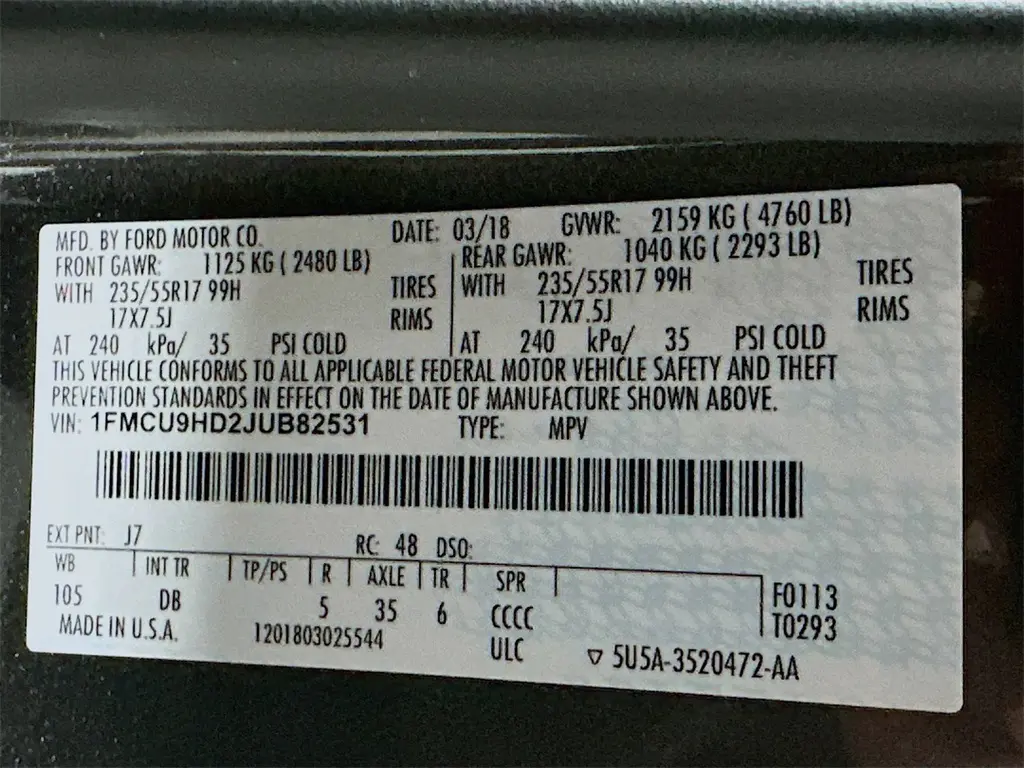 MFD. BY FORD MOTOR CO. DATE: 03/18 GVWR: 2159 KG ( 4760 LB)
FRONT GAWR: 1125 KG ( 2480 LB) REAR GAWR: 1040 KG ( 2293 LB)
WITH 235/55R17 99H TIRES WITH 235/55R17 99H TIRES
17X7.5J RIMS 17X7.5J RIMS
AT 240 kPa/ 35 PSI COLD AT 240 kPa/ 35 PSI COLD
THIS VEHICLE CONFORMS TO ALL APPLICABLE FEDERAL MOTOR VEHICLE SAFETY AND THEFT
PREVENTION STANDARDS IN EFFECT ON THE DATE OF MANUFACTURE SHOWN ABOVE.
VIN: 1FMCU9HD2JUB82531 TYPE: MPV
EXT PNT: J7 RC: 48 DSO:
WB INT TR TP/PS R AXLE TR SPR
105 DB 5 35 6 CCCC F0113
MADE IN U.S.A. 1201803025544 ULC T0293
5U5A-3520472-AA